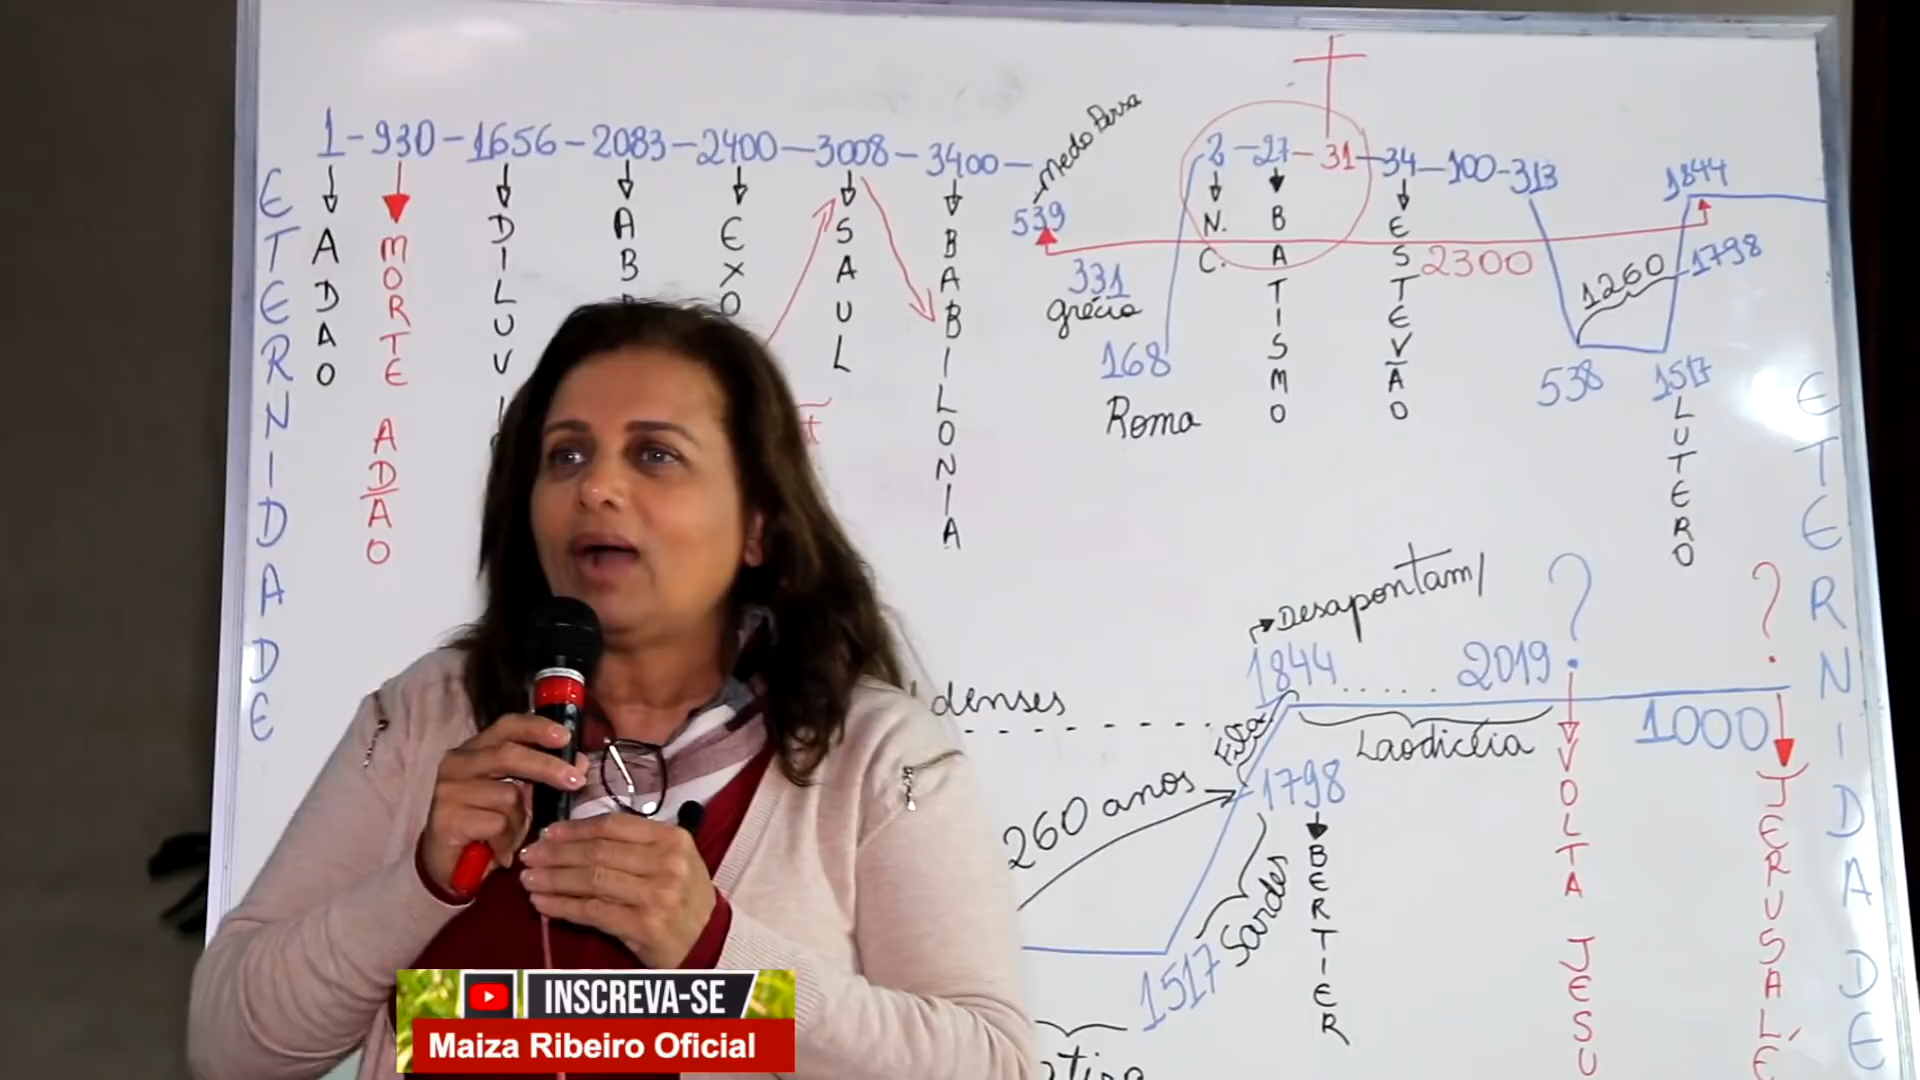 1-930-1656-2083-2400-3008-3400-
medo Persa
2-27-31-34-100-313
1844
539
331
Grécia
168
Roma
2300
1260
1798
538
1517
ETERNIDADE
ADAO
MORTE ADÃO
DILUVI
AB
EXO
SAUL
BABILONIA
N.C.
BATISMO
ESTEVÃO
LUTERO
ETERNIDADE
Desapontam/
1844......2019
?
?
denses
Laodicéia
1000
260 anos
1798
Sardes
1517
BERTIER
VOLTA JESU
JERUSALÉ
INSCREVA-SE
Maiza Ribeiro Oficial